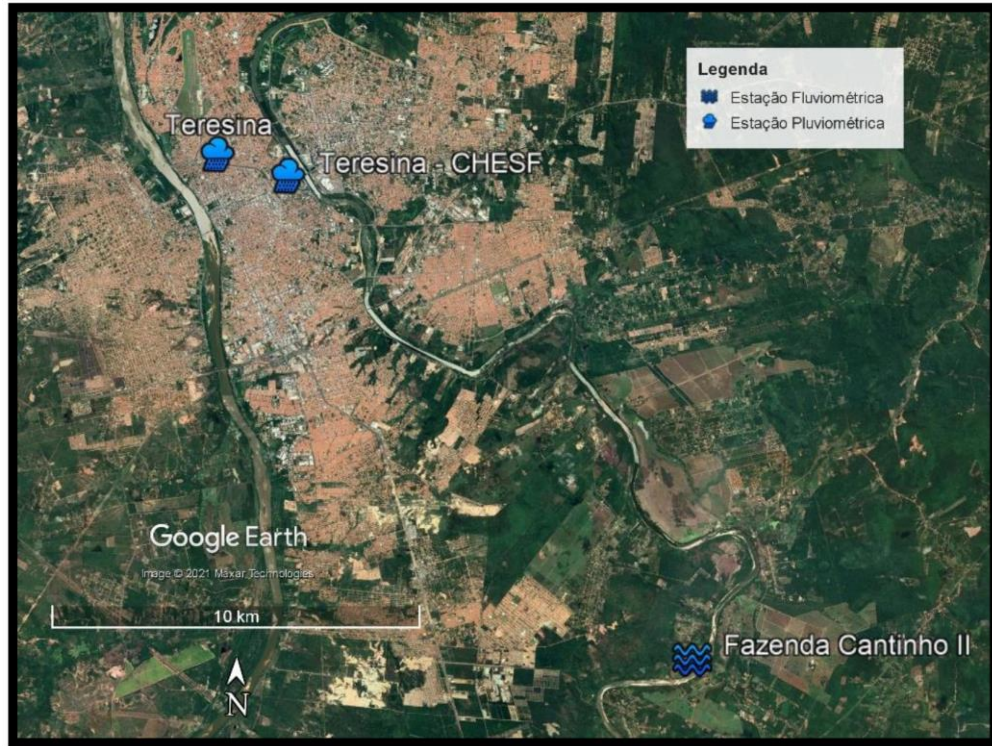 Legenda
Estação Fluviométrica
Estação Pluviométrica
Teresina
Teresina - CHESF
Google Earth
Image © 2021 Maxar Technologies
10 km
Fazenda Cantinho II
N